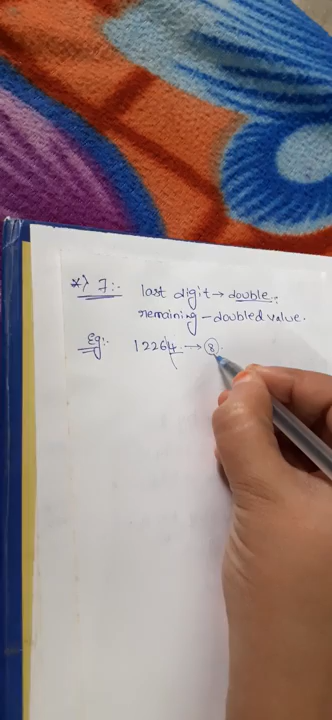 *) 7:- last digit → double.
remaining - doubled value.
Eg:- 12264 → 8